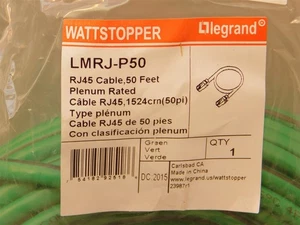 WATTSTOPPER
legrand
LMRJ-P50
RJ45 Cable,50 Feet
Plenum Rated
Câble RJ45,1524crn(50pi)
Type plénum
Cable RJ45 de 50 pies
Con clasificación plenum
Green
Vert
Verde
QTY
1
DC:2015
Carlsbad CA
Made in China
www.legrand.us/wattstopper
23987r1